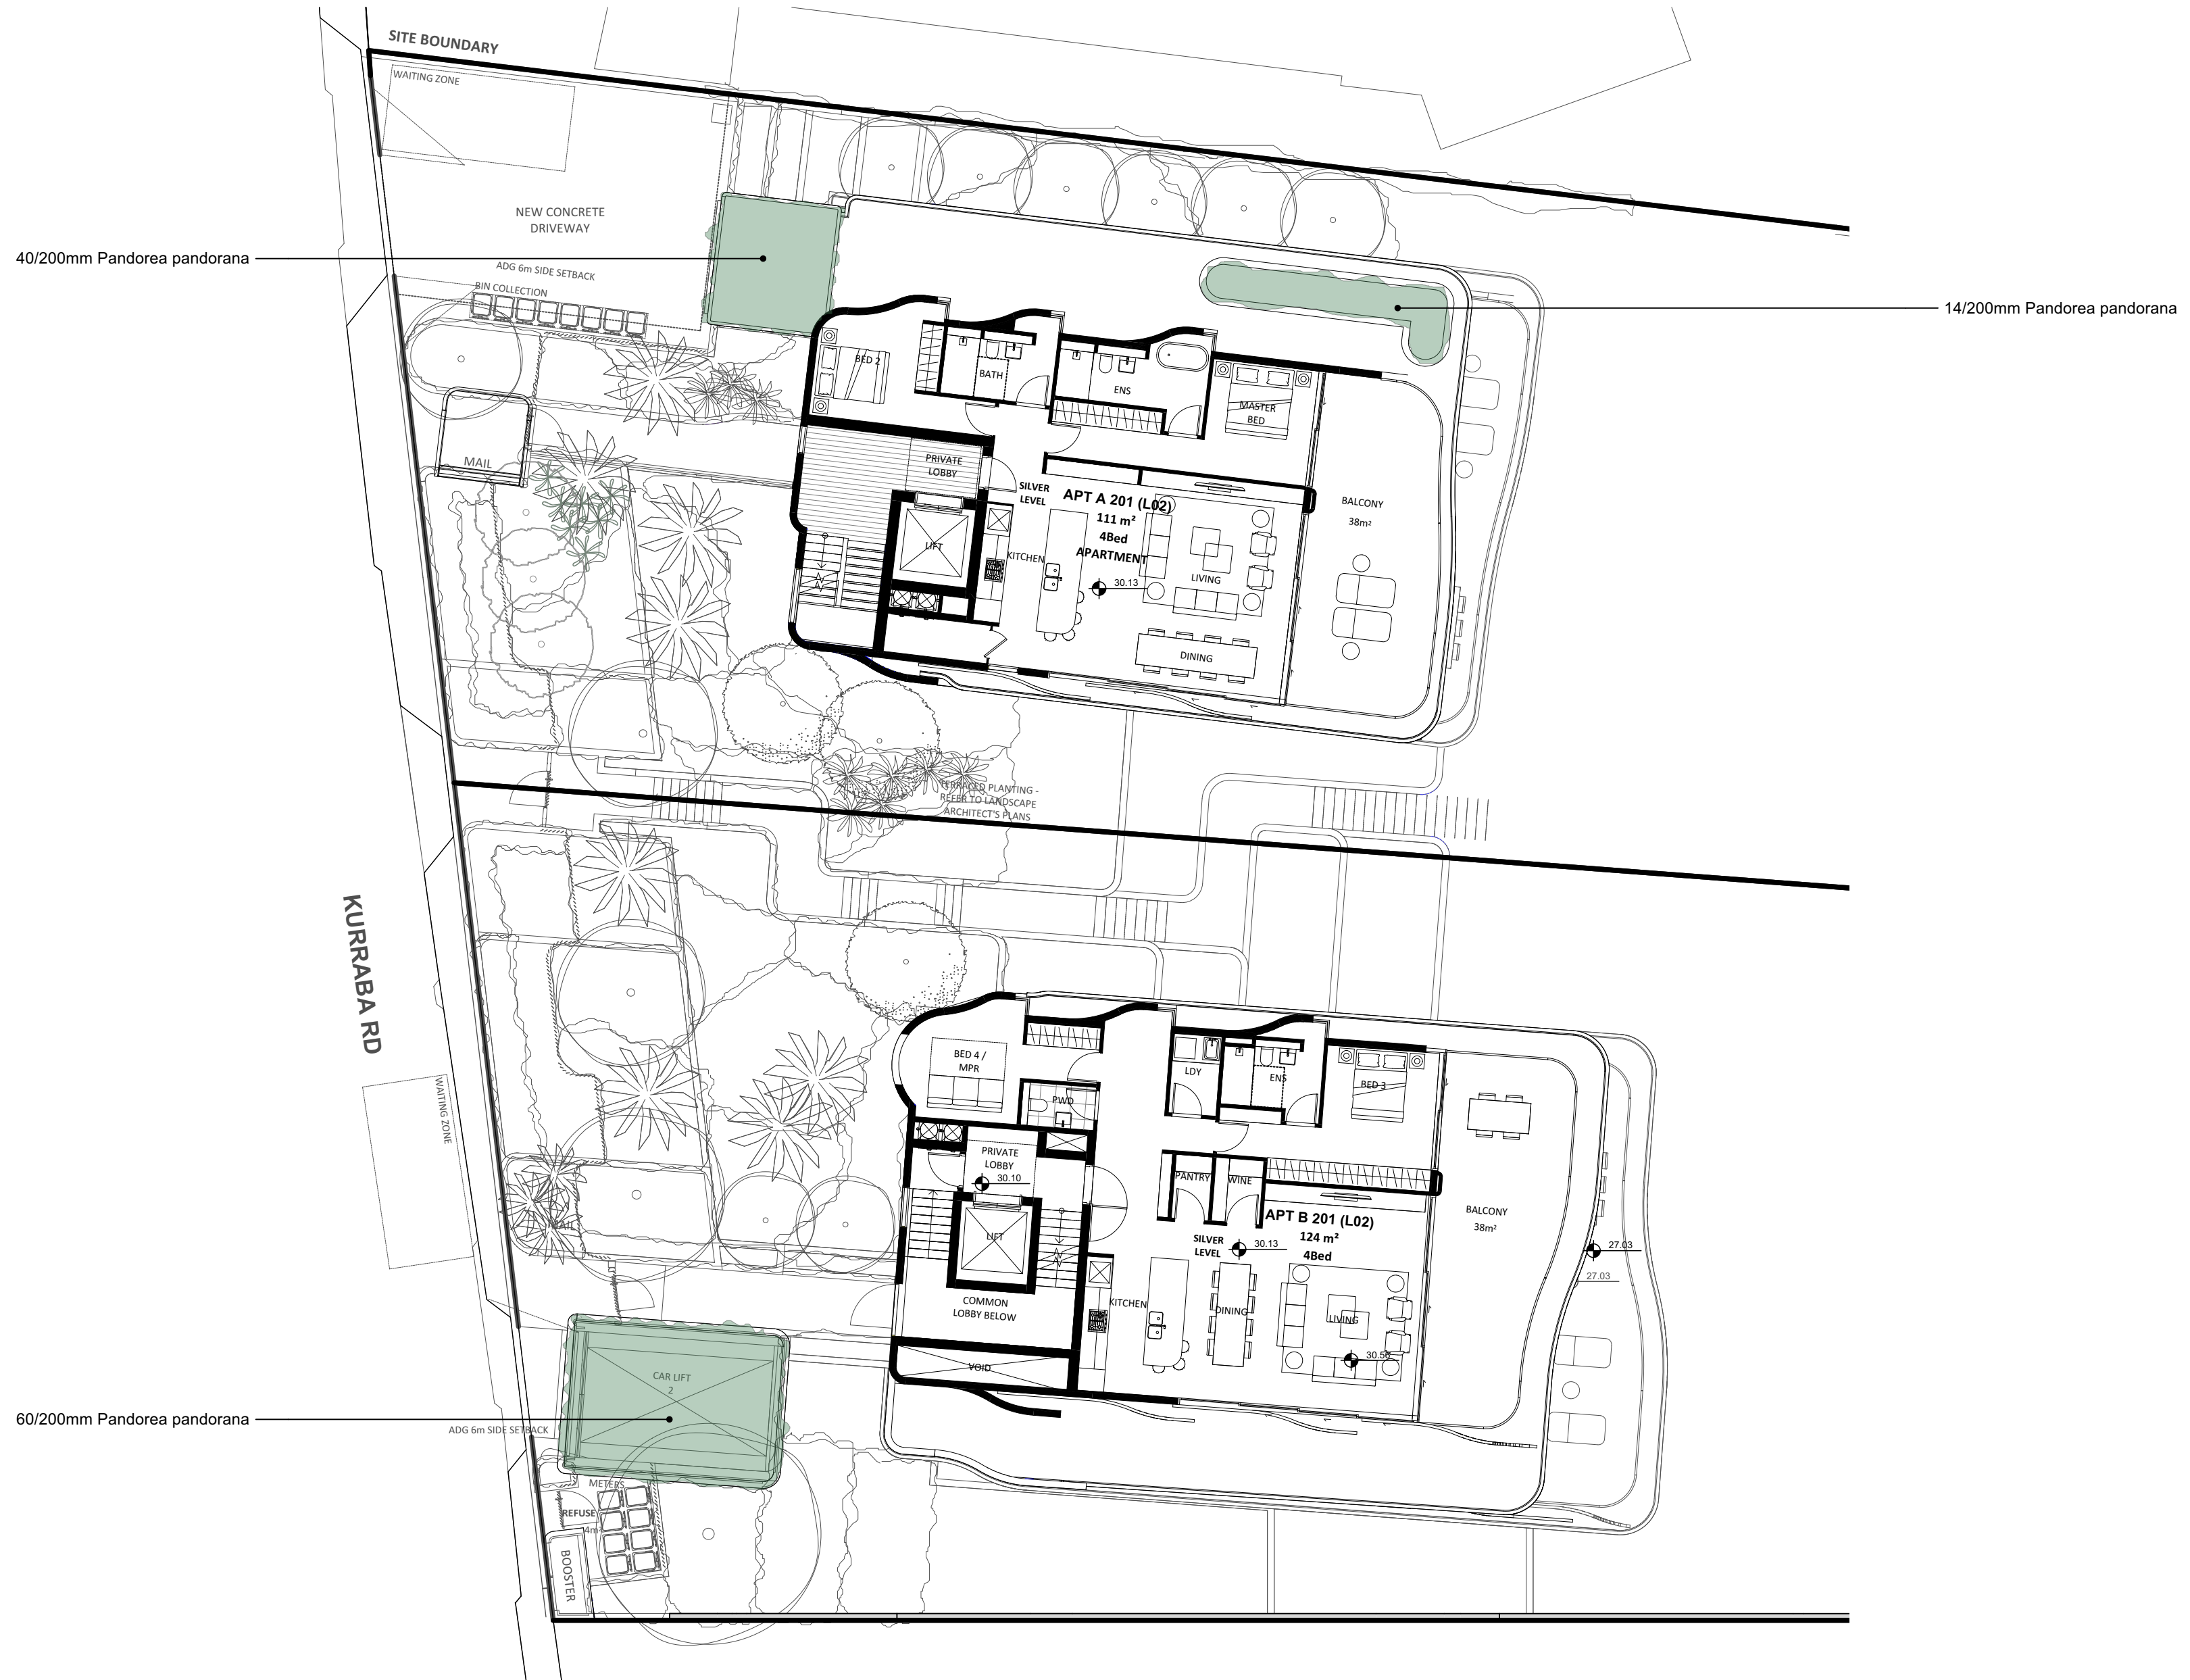 SITE BOUNDARY
WAITING ZONE
NEW CONCRETE
DRIVEWAY
40/200mm Pandorea pandorana
ADG 6m SIDE SETBACK
BIN COLLECTION
14/200mm Pandorea pandorana
BED 2
BATH
ENS
MASTER
BED
MAIL
PRIVATE
LOBBY
SILVER
LEVEL
APT A 201 (L02)
111 m²
4Bed
APARTMENT
BALCONY
38m²
LIFT
KITCHEN
30.13
LIVING
DINING
TERRACED PLANTING -
REFER TO LANDSCAPE
ARCHITECT'S PLANS
KURRABA RD
WAITING ZONE
BED 4 /
MPR
PWD
LDY
ENS
BED 3
PRIVATE
LOBBY
30.10
PANTRY
WINE
MAIL
LIFT
APT B 201 (L02)
124 m²
4Bed
SILVER
LEVEL
30.13
BALCONY
38m²
27.03
27.03
COMMON
LOBBY BELOW
KITCHEN
DINING
LIVING
30.50
VOID
CAR LIFT
2
60/200mm Pandorea pandorana
ADG 6m SIDE SETBACK
METERS
REFUSE
4m²
BOOSTER